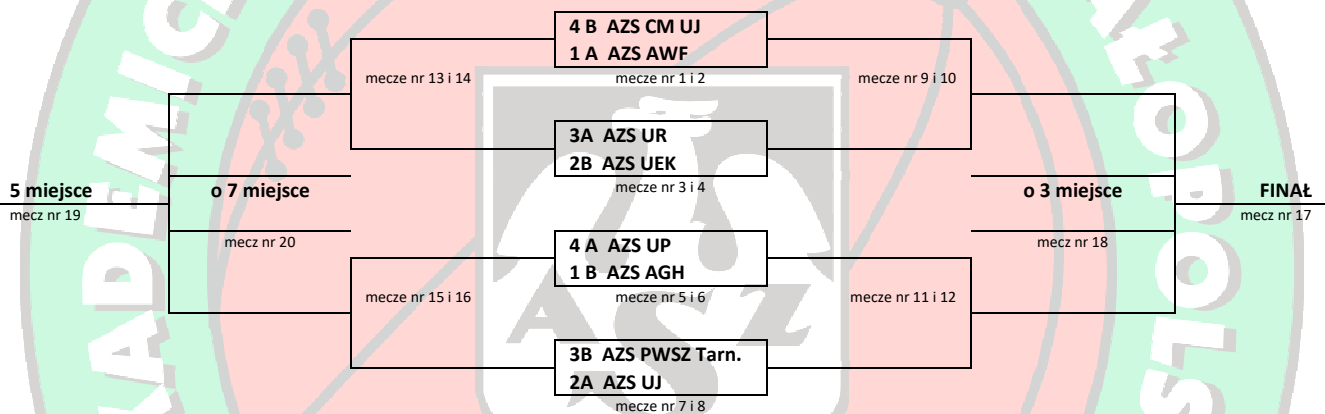 4 B AZS CM UJ
1 A AZS AWF
mecze nr 13 i 14
mecze nr 1 i 2
mecze nr 9 i 10
3A AZS UR
2B AZS UEK
5 miejsce
o 7 miejsce
mecze nr 3 i 4
o 3 miejsce
FINAŁ
mecz nr 19
mecz nr 17
mecz nr 20
mecz nr 18
4 A AZS UP
1 B AZS AGH
mecze nr 15 i 16
mecze nr 5 i 6
mecze nr 11 i 12
3B AZS PWSZ Tarn.
2A AZS UJ
mecze nr 7 i 8
AZS